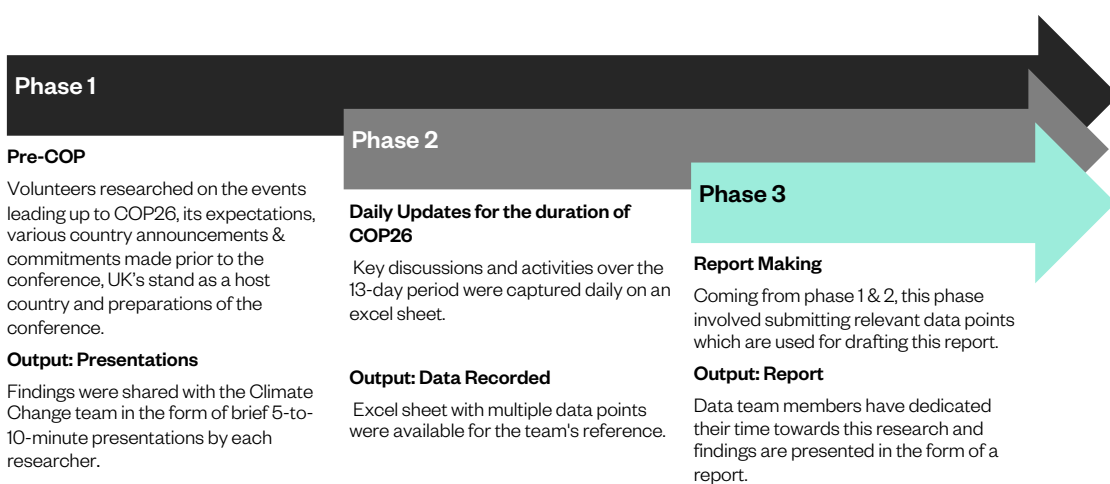 Phase 1
Pre-COP
Volunteers researched on the events
leading up to COP26, its expectations,
various country announcements &
commitments made prior to the
conference, UK's stand as a host
country and preparations of the
conference.
Output: Presentations
Findings were shared with the Climate
Change team in the form of brief 5-to-
10-minute presentations by each
researcher.
Phase 2
Daily Updates for the duration of
COP26
Key discussions and activities over the
13-day period were captured daily on an
excel sheet.
Output: Data Recorded
Excel sheet with multiple data points
were available for the team's reference.
Phase 3
Report Making
Coming from phase 1 & 2, this phase
involved submitting relevant data points
which are used for drafting this report.
Output: Report
Data team members have dedicated
their time towards this research and
findings are presented in the form of a
report.